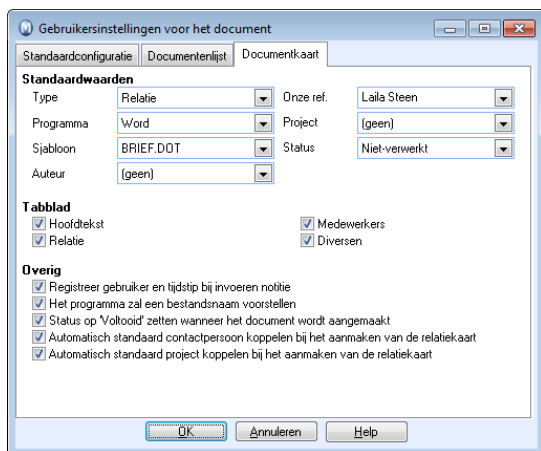 Gebruikersinstellingen voor het document
Standaardconfiguratie Documentenlijst Documentkaart
Standaardwaarden
Type Relatie Onze ref. Laila Steen
Programma Word Project (geen)
Sjabloon BRIEF.DOT Status Niet-verwerkt
Auteur (geen)
Tabblad
Hoofdtekst Medewerkers
Relatie Diversen
Overig
Registreer gebruiker en tijdstip bij invoeren notitie
Het programma zal een bestandsnaam voorstellen
Status op 'Voltooid' zetten wanneer het document wordt aangemaakt
Automatisch standaard contactpersoon koppelen bij het aanmaken van de relatiekaart
Automatisch standaard project koppelen bij het aanmaken van de relatiekaart
OK Annuleren Help